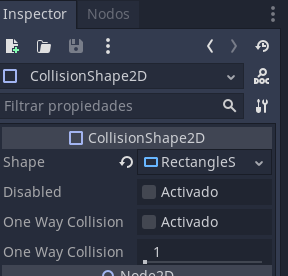 Inspector Nodos
CollisionShape2D
DOC
Filtrar propiedades
CollisionShape2D
Shape RectangleS
Disabled Activado
One Way Collision Activado
One Way Collision 1
Node2D